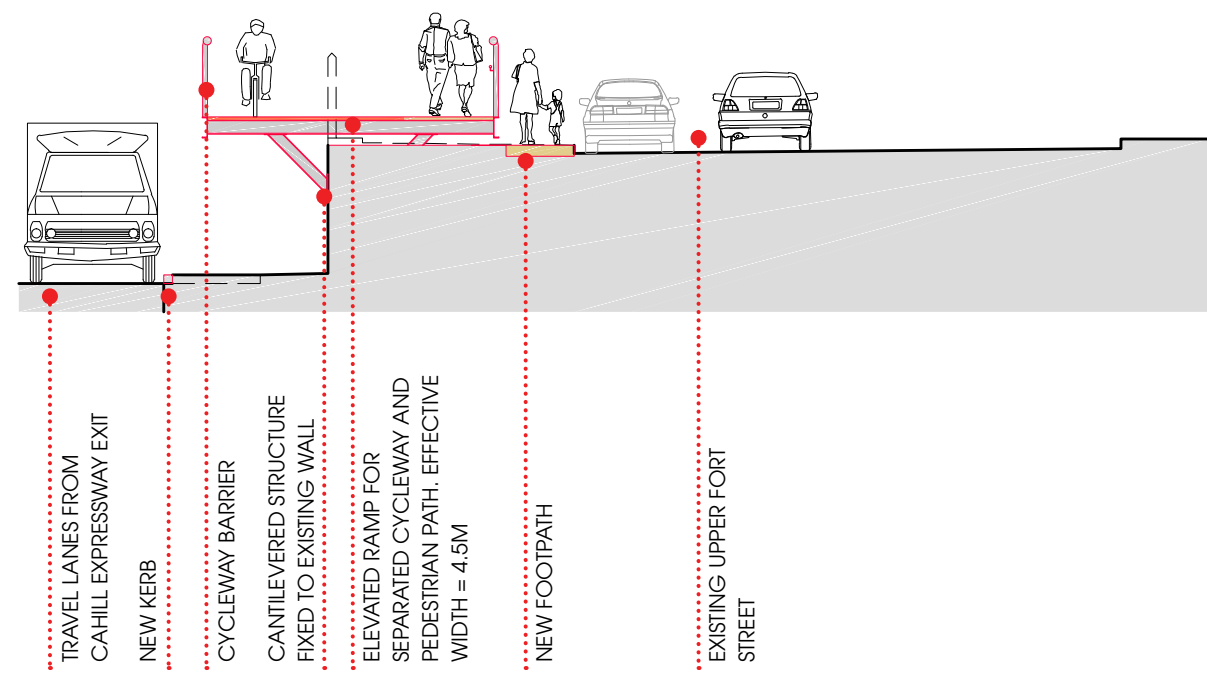 TRAVEL LANES FROM
CAHILL EXPRESSWAY EXIT
NEW KERB
CYCLEWAY BARRIER
CANTILEVERED STRUCTURE
FIXED TO EXISTING WALL
ELEVATED RAMP FOR
SEPARATED CYCLEWAY AND
PEDESTRIAN PATH. EFFECTIVE
WIDTH = 4.5M
NEW FOOTPATH
EXISTING UPPER FORT
STREET